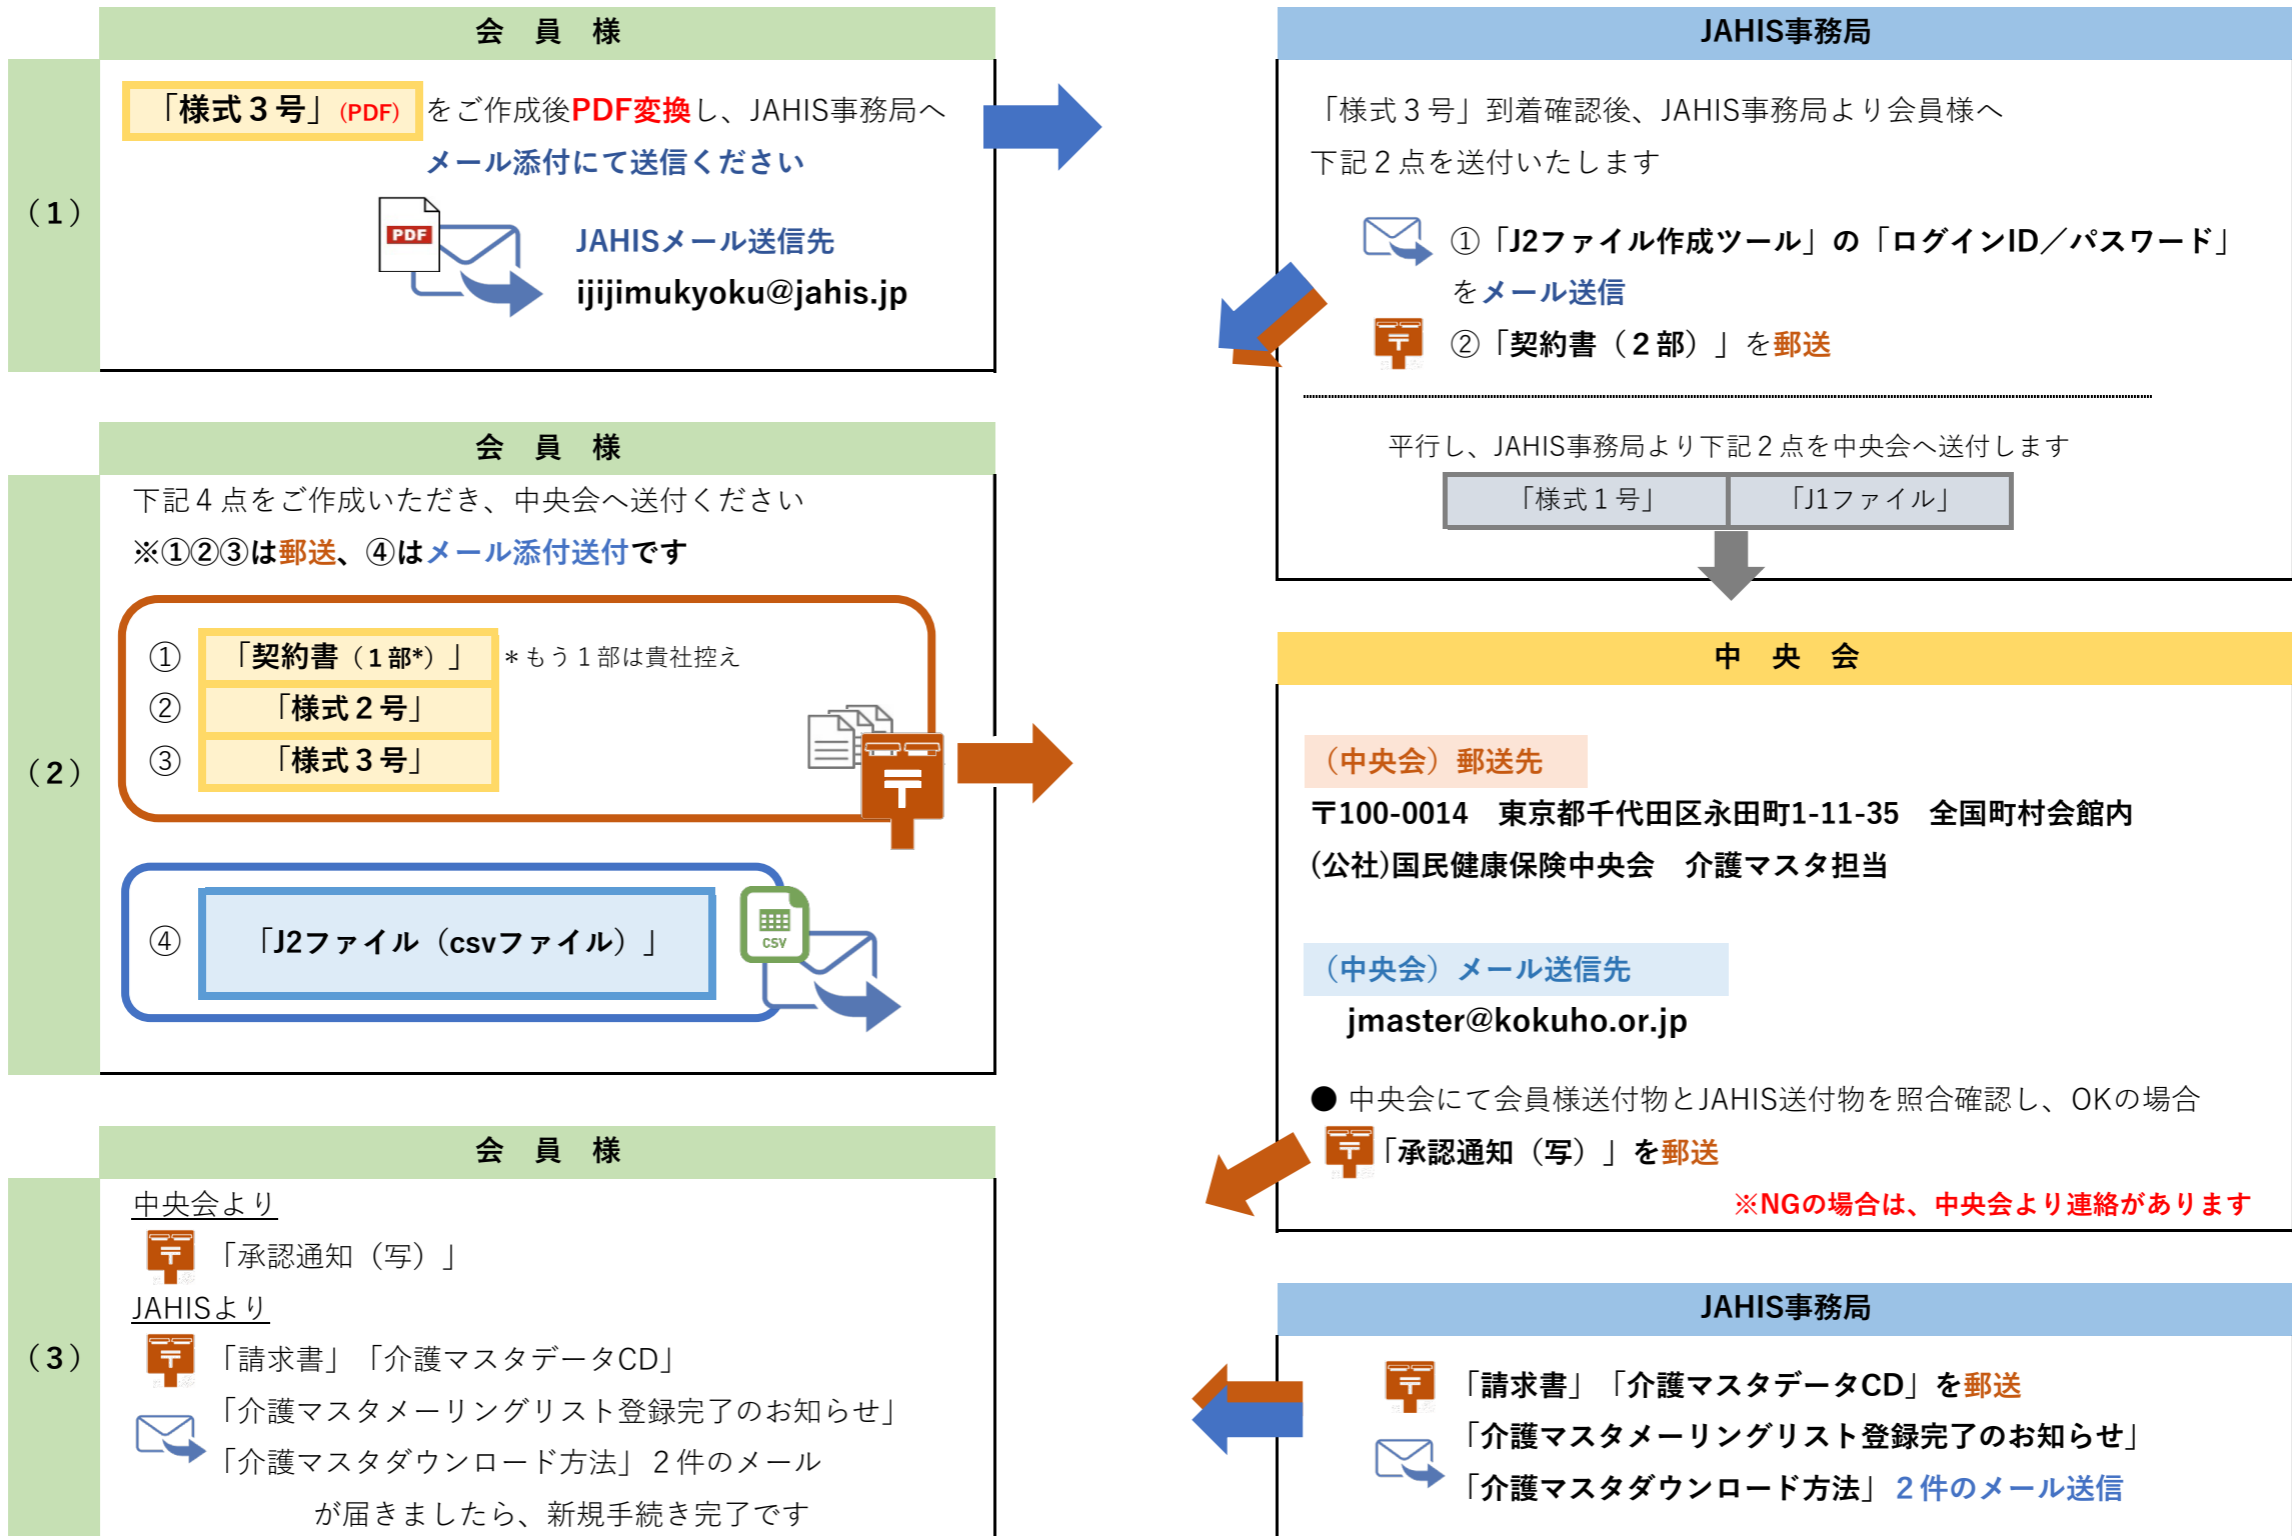 会 員 様
(1)
「様式３号」(PDF) をご作成後PDF変換し、JAHIS事務局へ
メール添付にて送信ください
PDF
JAHISメール送信先
ijijimukyoku@jahis.jp
JAHIS事務局
「様式３号」到着確認後、JAHIS事務局より会員様へ
下記２点を送付いたします
①「J2ファイル作成ツール」の「ログインID／パスワード」
をメール送信
②「契約書（２部）」を郵送
平行し、JAHIS事務局より下記２点を中央会へ送付します
「様式１号」 「J1ファイル」
会 員 様
(2)
下記４点をご作成いただき、中央会へ送付ください
※①②③は郵送、④はメール添付送付です
① 「契約書（１部*）」 ＊もう１部は貴社控え
② 「様式２号」
③ 「様式３号」
④ 「J2ファイル（csvファイル）」
CSV
中 央 会
（中央会）郵送先
〒100-0014　東京都千代田区永田町1-11-35　全国町村会館内
(公社)国民健康保険中央会　介護マスタ担当
（中央会）メール送信先
jmaster@kokuho.or.jp
● 中央会にて会員様送付物とJAHIS送付物を照合確認し、OKの場合
「承認通知（写）」を郵送
※NGの場合は、中央会より連絡があります
会 員 様
(3)
中央会より
「承認通知（写）」
JAHISより
「請求書」「介護マスタデータCD」
「介護マスタメーリングリスト登録完了のお知らせ」
「介護マスタダウンロード方法」２件のメール
が届きましたら、新規手続き完了です
JAHIS事務局
「請求書」「介護マスタデータCD」を郵送
「介護マスタメーリングリスト登録完了のお知らせ」
「介護マスタダウンロード方法」２件のメール送信